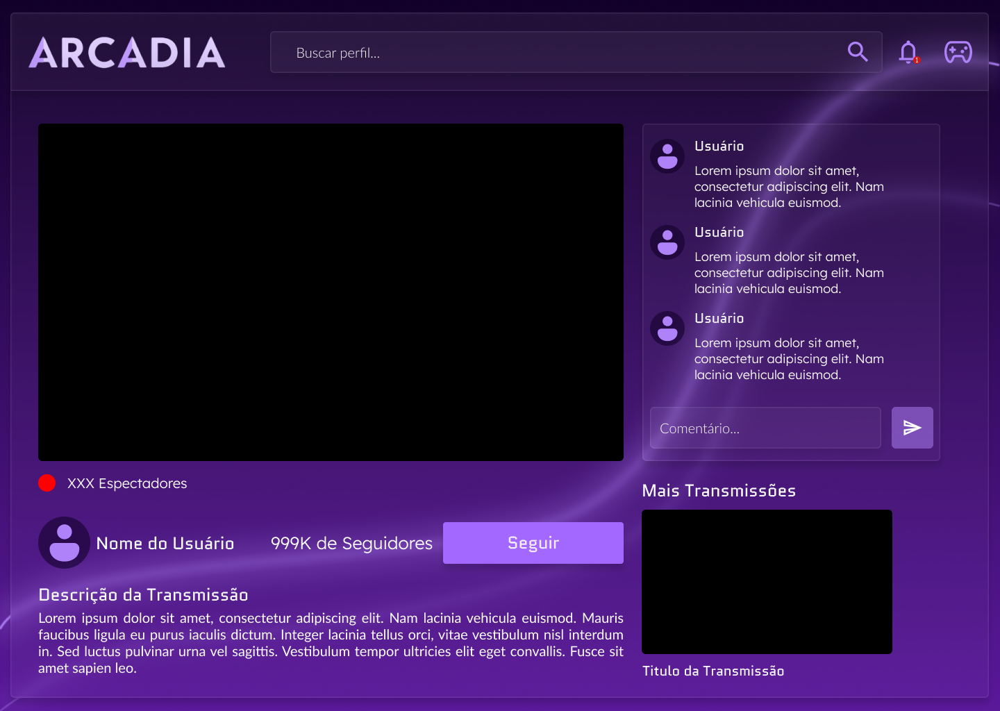 ARCADIA
Buscar perfil...
1
Usuário
Lorem ipsum dolor sit amet,
consectetur adipiscing elit. Nam
lacinia vehicula euismod.
Usuário
Lorem ipsum dolor sit amet,
consectetur adipiscing elit. Nam
lacinia vehicula euismod.
Usuário
Lorem ipsum dolor sit amet,
consectetur adipiscing elit. Nam
lacinia vehicula euismod.
Comentário...
XXX Espectadores
Nome do Usuário
999K de Seguidores
Seguir
Descrição da Transmissão
Lorem ipsum dolor sit amet, consectetur adipiscing elit. Nam lacinia vehicula euismod. Mauris
faucibus ligula eu purus iaculis dictum. Integer lacinia tellus orci, vitae vestibulum nisl interdum
in. Sed luctus pulvinar urna vel sagittis. Vestibulum tempor ultricies elit eget convallis. Fusce sit
amet sapien leo.
Mais Transmissões
Titulo da Transmissão